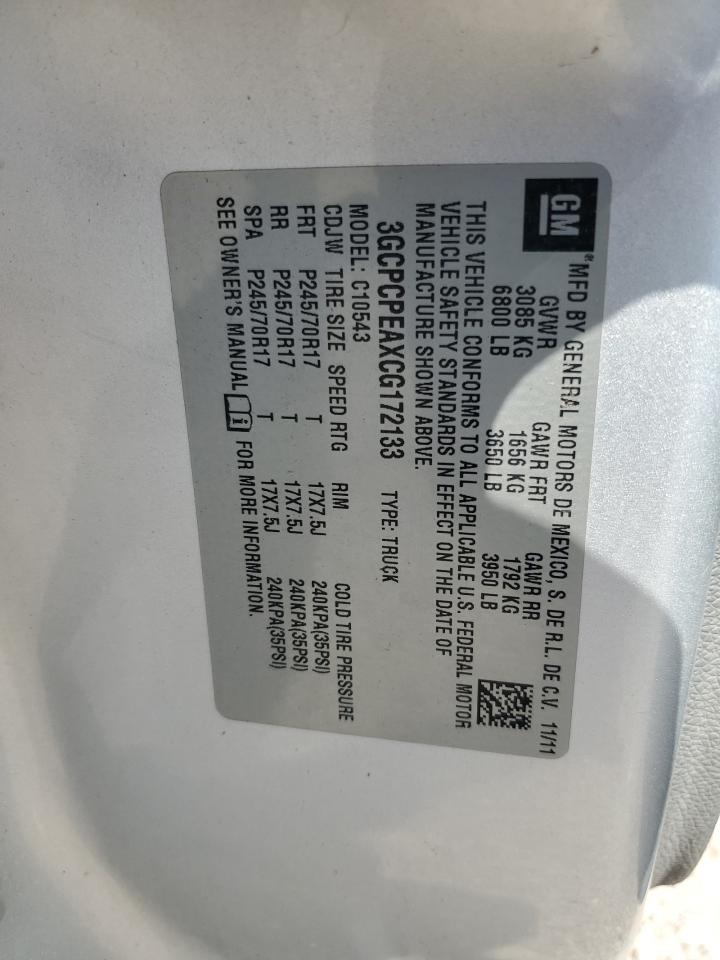 GM® MFD BY GENERAL MOTORS DE MEXICO, S. DE R.L. DE C.V. 11/11
GVWR GAWR FRT GAWR RR
3085 KG 1656 KG 1792 KG
6800 LB 3650 LB 3950 LB
THIS VEHICLE CONFORMS TO ALL APPLICABLE U.S. FEDERAL MOTOR
VEHICLE SAFETY STANDARDS IN EFFECT ON THE DATE OF
MANUFACTURE SHOWN ABOVE.
3GCPCPEAXCG172133 TYPE: TRUCK
MODEL: C10543
CDJW TIRE SIZE SPEED RTG RIM COLD TIRE PRESSURE
FRT P245/70R17 T 17X7.5J 240KPA(35PSI)
RR P245/70R17 T 17X7.5J 240KPA(35PSI)
SPA P245/70R17 T 17X7.5J 240KPA(35PSI)
SEE OWNER'S MANUAL FOR MORE INFORMATION.